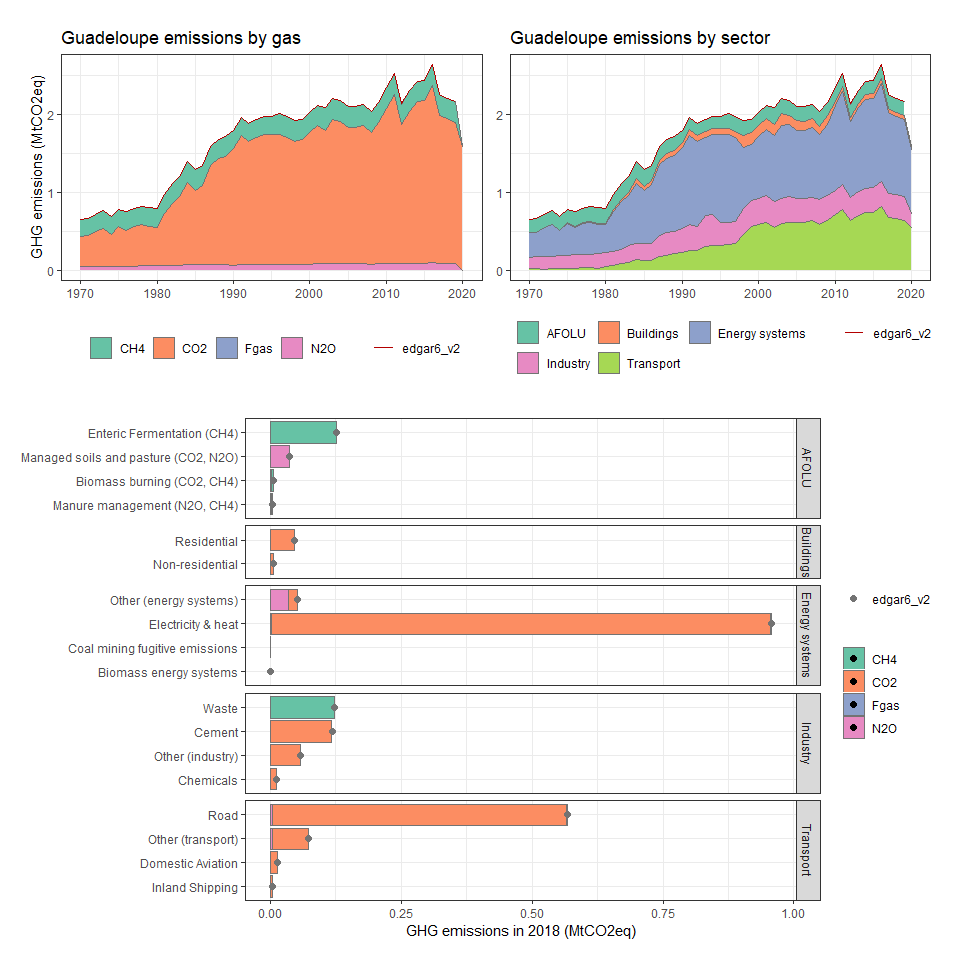 Guadeloupe emissions by gas
GHG emissions (MtCO2eq)
2
1
0
1970 1980 1990 2000 2010 2020
CH4 CO2 Fgas N2O edgar6_v2
Guadeloupe emissions by sector
2
1
0
1970 1980 1990 2000 2010 2020
AFOLU Buildings Energy systems edgar6_v2
Industry Transport
Enteric Fermentation (CH4)
Managed soils and pasture (CO2, N2O)
Biomass burning (CO2, CH4)
Manure management (N2O, CH4)
AFOLU
Residential
Non-residential
Buildings
Other (energy systems)
Electricity & heat
Coal mining fugitive emissions
Biomass energy systems
Energy systems
Waste
Cement
Other (industry)
Chemicals
Industry
Road
Other (transport)
Domestic Aviation
Inland Shipping
Transport
0.00 0.25 0.50 0.75 1.00
GHG emissions in 2018 (MtCO2eq)
edgar6_v2
CH4
CO2
Fgas
N2O